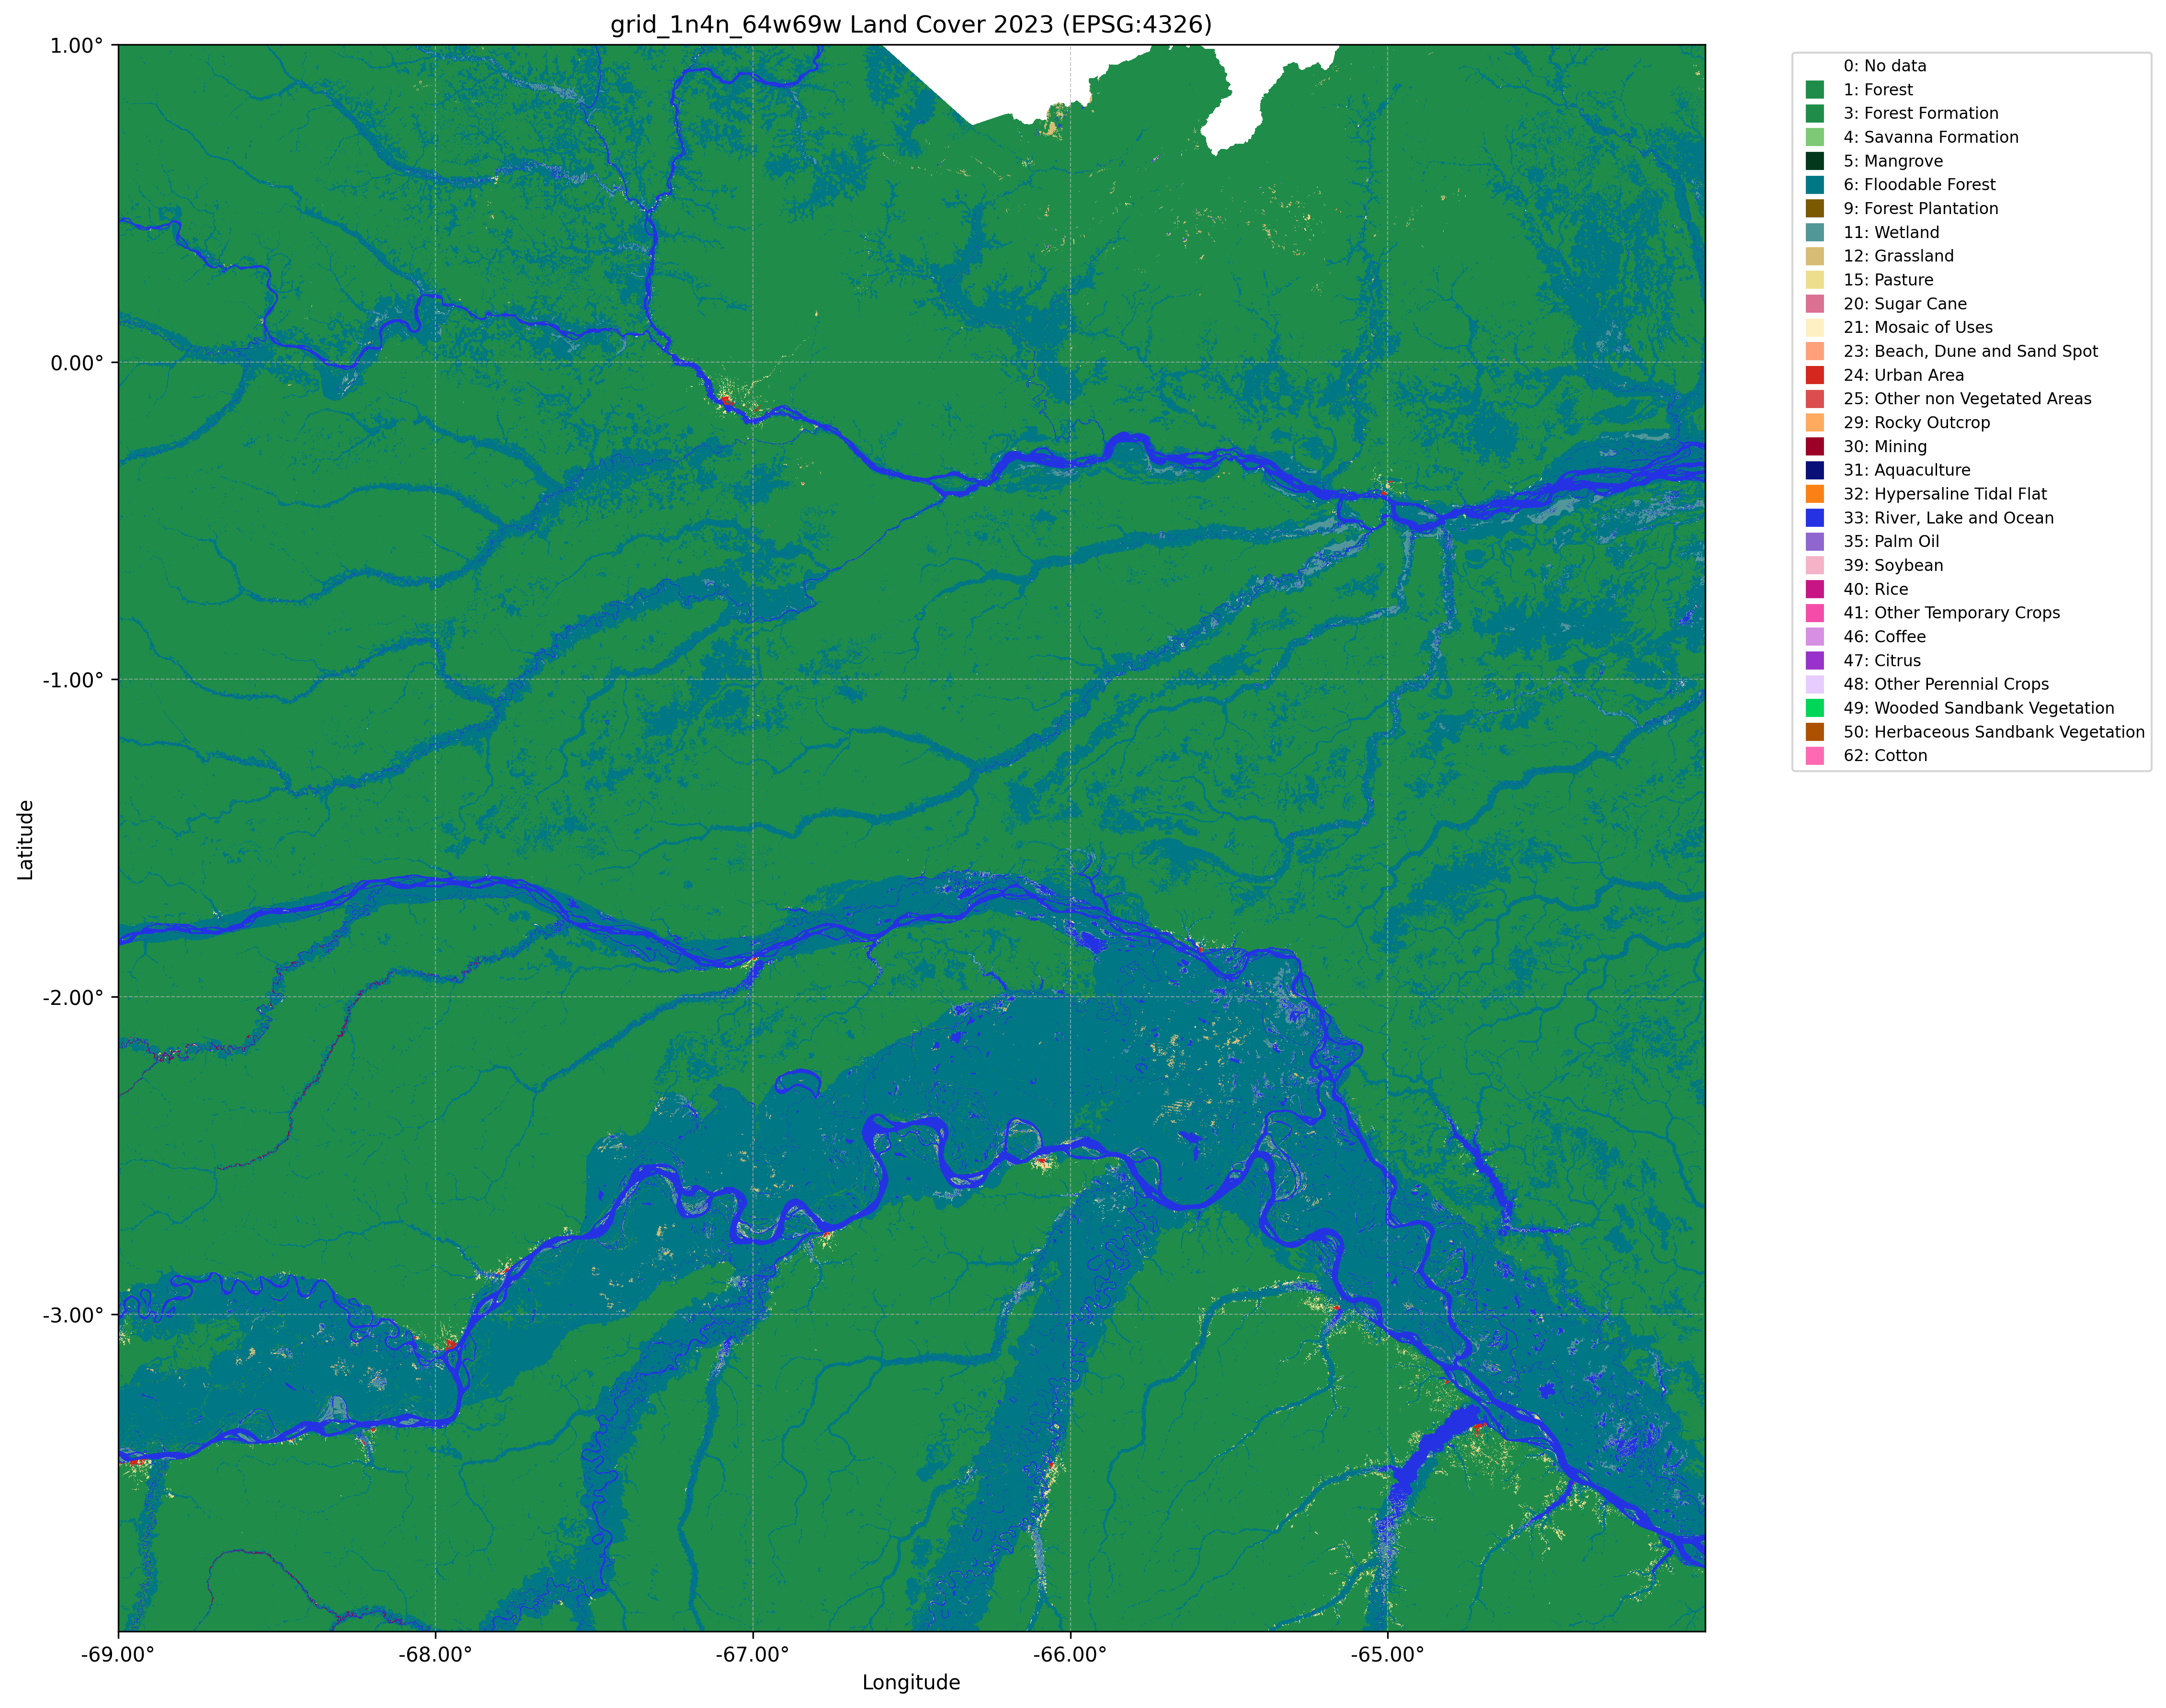 grid_1n4n_64w69w Land Cover 2023 (EPSG:4326)
1.00°
0.00°
-1.00°
-2.00°
-3.00°
Latitude
-69.00°
-68.00°
-67.00°
-66.00°
-65.00°
Longitude
0: No data
1: Forest
3: Forest Formation
4: Savanna Formation
5: Mangrove
6: Floodable Forest
9: Forest Plantation
11: Wetland
12: Grassland
15: Pasture
20: Sugar Cane
21: Mosaic of Uses
23: Beach, Dune and Sand Spot
24: Urban Area
25: Other non Vegetated Areas
29: Rocky Outcrop
30: Mining
31: Aquaculture
32: Hypersaline Tidal Flat
33: River, Lake and Ocean
35: Palm Oil
39: Soybean
40: Rice
41: Other Temporary Crops
46: Coffee
47: Citrus
48: Other Perennial Crops
49: Wooded Sandbank Vegetation
50: Herbaceous Sandbank Vegetation
62: Cotton